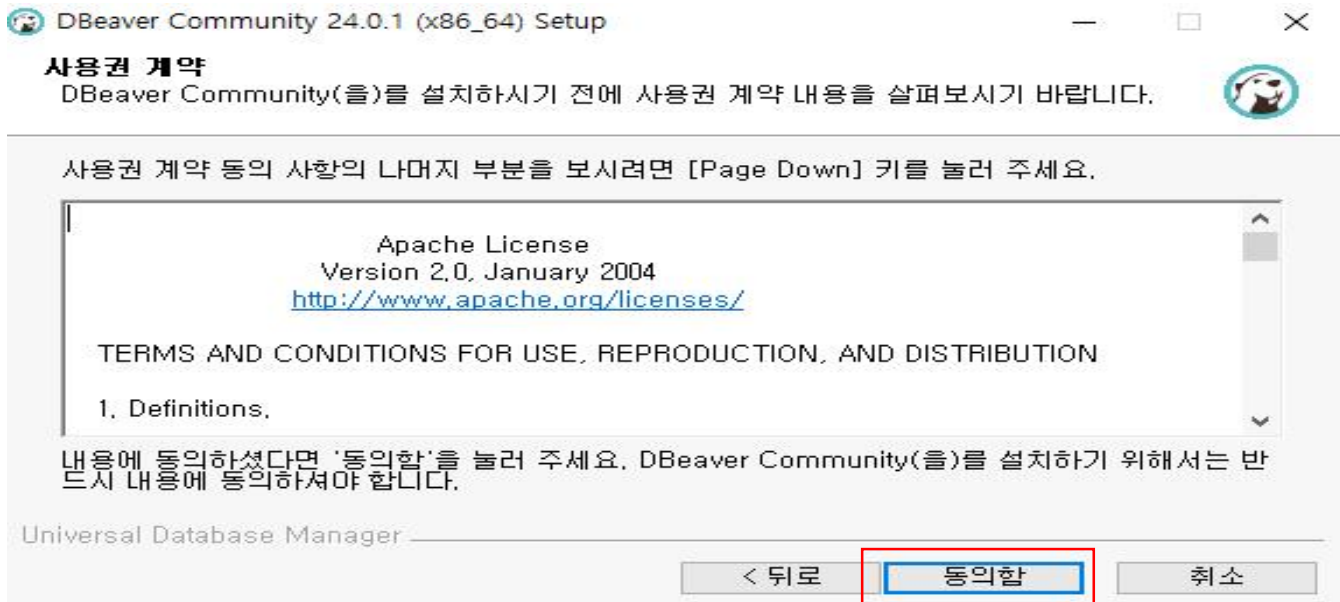 DBeaver Community 24.0.1 (x86_64) Setup
사용권 계약
DBeaver Community(을)를 설치하시기 전에 사용권 계약 내용을 살펴보시기 바랍니다.
사용권 계약 동의 사항의 나머지 부분을 보시려면 [Page Down] 키를 눌러 주세요.
Apache License
Version 2.0, January 2004
http://www.apache.org/licenses/
TERMS AND CONDITIONS FOR USE, REPRODUCTION, AND DISTRIBUTION
1. Definitions.
내용에 동의하셨다면 '동의함'을 눌러 주세요. DBeaver Community(을)를 설치하기 위해서는 반
드시 내용에 동의하셔야 합니다.
Universal Database Manager
< 뒤로 동의함 취소